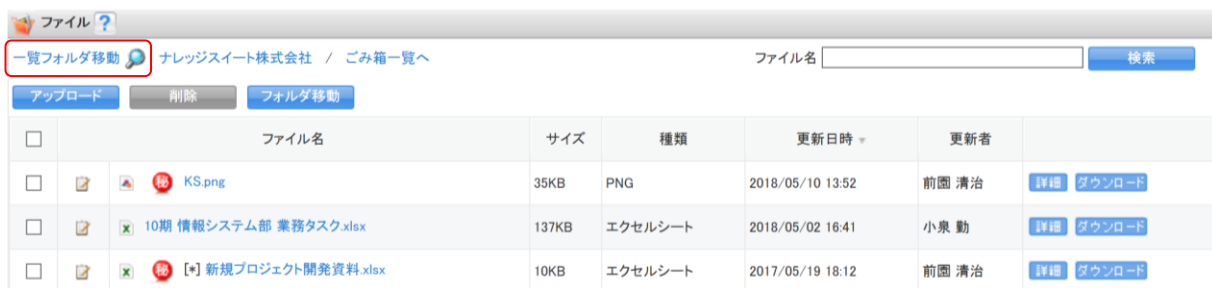 ファイル ?
一覧フォルダ移動 ナレッジスイート株式会社 / ごみ箱一覧へ ファイル名 検索
アップロード 削除 フォルダ移動
ファイル名 サイズ 種類 更新日時 更新者
秘 KS.png 35KB PNG 2018/05/10 13:52 前園 清治 詳細 ダウンロード
10期 情報システム部 業務タスク.xlsx 137KB エクセルシート 2018/05/02 16:41 小泉 勤 詳細 ダウンロード
秘 [*] 新規プロジェクト開発資料.xlsx 10KB エクセルシート 2017/05/19 18:12 前園 清治 詳細 ダウンロード